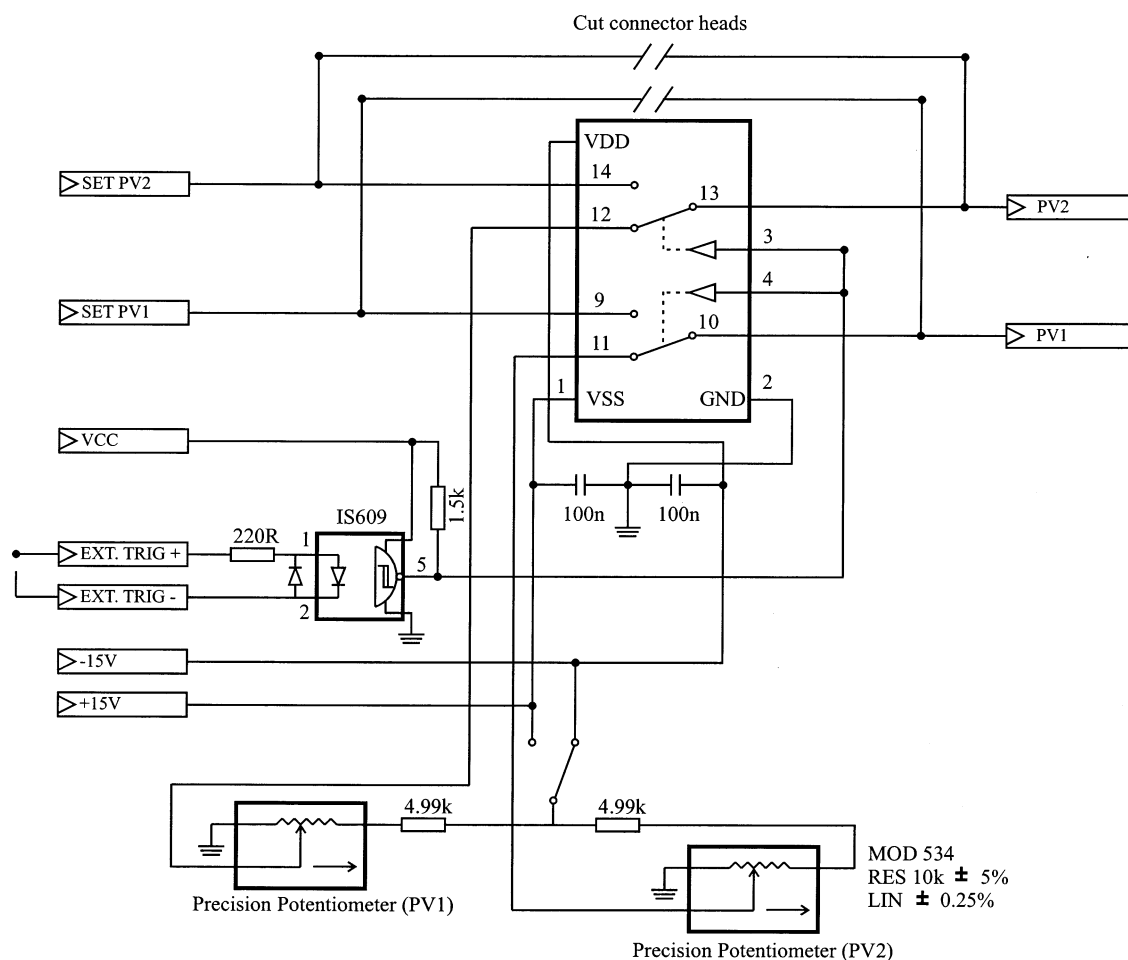 Cut connector heads
VDD
SET PV2
14
13
PV2
12
3
4
SET PV1
9
10
PV1
11
1
VSS
GND
2
VCC
1.5k
100n
100n
IS609
220R
1
EXT. TRIG +
5
EXT. TRIG -
2
-15V
+15V
4.99k
4.99k
MOD 534
RES 10k ± 5%
LIN ± 0.25%
Precision Potentiometer (PV1)
Precision Potentiometer (PV2)